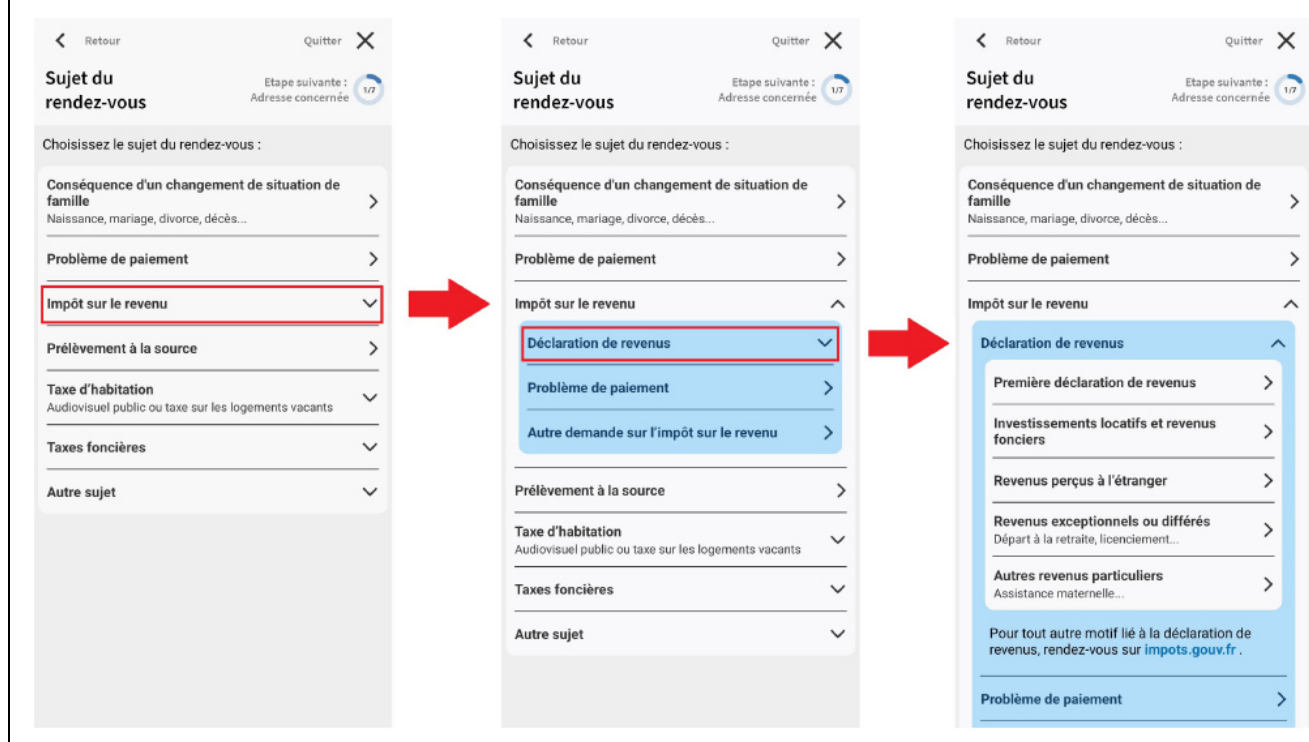 Retour
Quitter
Sujet du
rendez-vous
Etape suivante :
Adresse concernée
1/7
Choisissez le sujet du rendez-vous :
Conséquence d'un changement de situation de
famille
Naissance, mariage, divorce, décès...
Problème de paiement
Impôt sur le revenu
Prélèvement à la source
Taxe d'habitation
Audiovisuel public ou taxe sur les logements vacants
Taxes foncières
Autre sujet
Retour
Quitter
Sujet du
rendez-vous
Etape suivante :
Adresse concernée
1/7
Choisissez le sujet du rendez-vous :
Conséquence d'un changement de situation de
famille
Naissance, mariage, divorce, décès...
Problème de paiement
Impôt sur le revenu
Déclaration de revenus
Problème de paiement
Autre demande sur l'impôt sur le revenu
Prélèvement à la source
Taxe d'habitation
Audiovisuel public ou taxe sur les logements vacants
Taxes foncières
Autre sujet
Retour
Quitter
Sujet du
rendez-vous
Etape suivante :
Adresse concernée
1/7
Choisissez le sujet du rendez-vous :
Conséquence d'un changement de situation de
famille
Naissance, mariage, divorce, décès...
Problème de paiement
Impôt sur le revenu
Déclaration de revenus
Première déclaration de revenus
Investissements locatifs et revenus
fonciers
Revenus perçus à l'étranger
Revenus exceptionnels ou différés
Départ à la retraite, licenciement...
Autres revenus particuliers
Assistance maternelle...
Pour tout autre motif lié à la déclaration de
revenus, rendez-vous sur impots.gouv.fr .
Problème de paiement